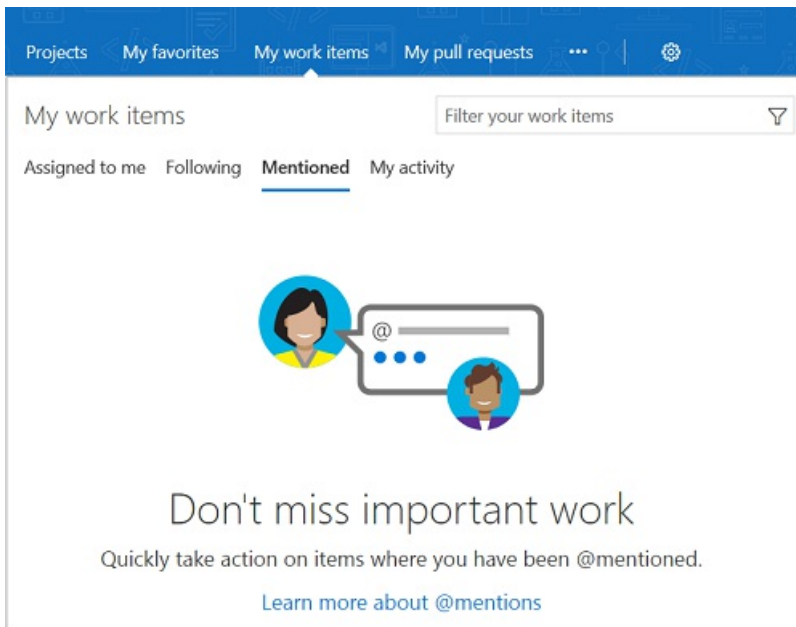 Projects My favorites My work items My pull requests ...
My work items
Filter your work items
Assigned to me Following Mentioned My activity
@
Don't miss important work
Quickly take action on items where you have been @mentioned.
Learn more about @mentions